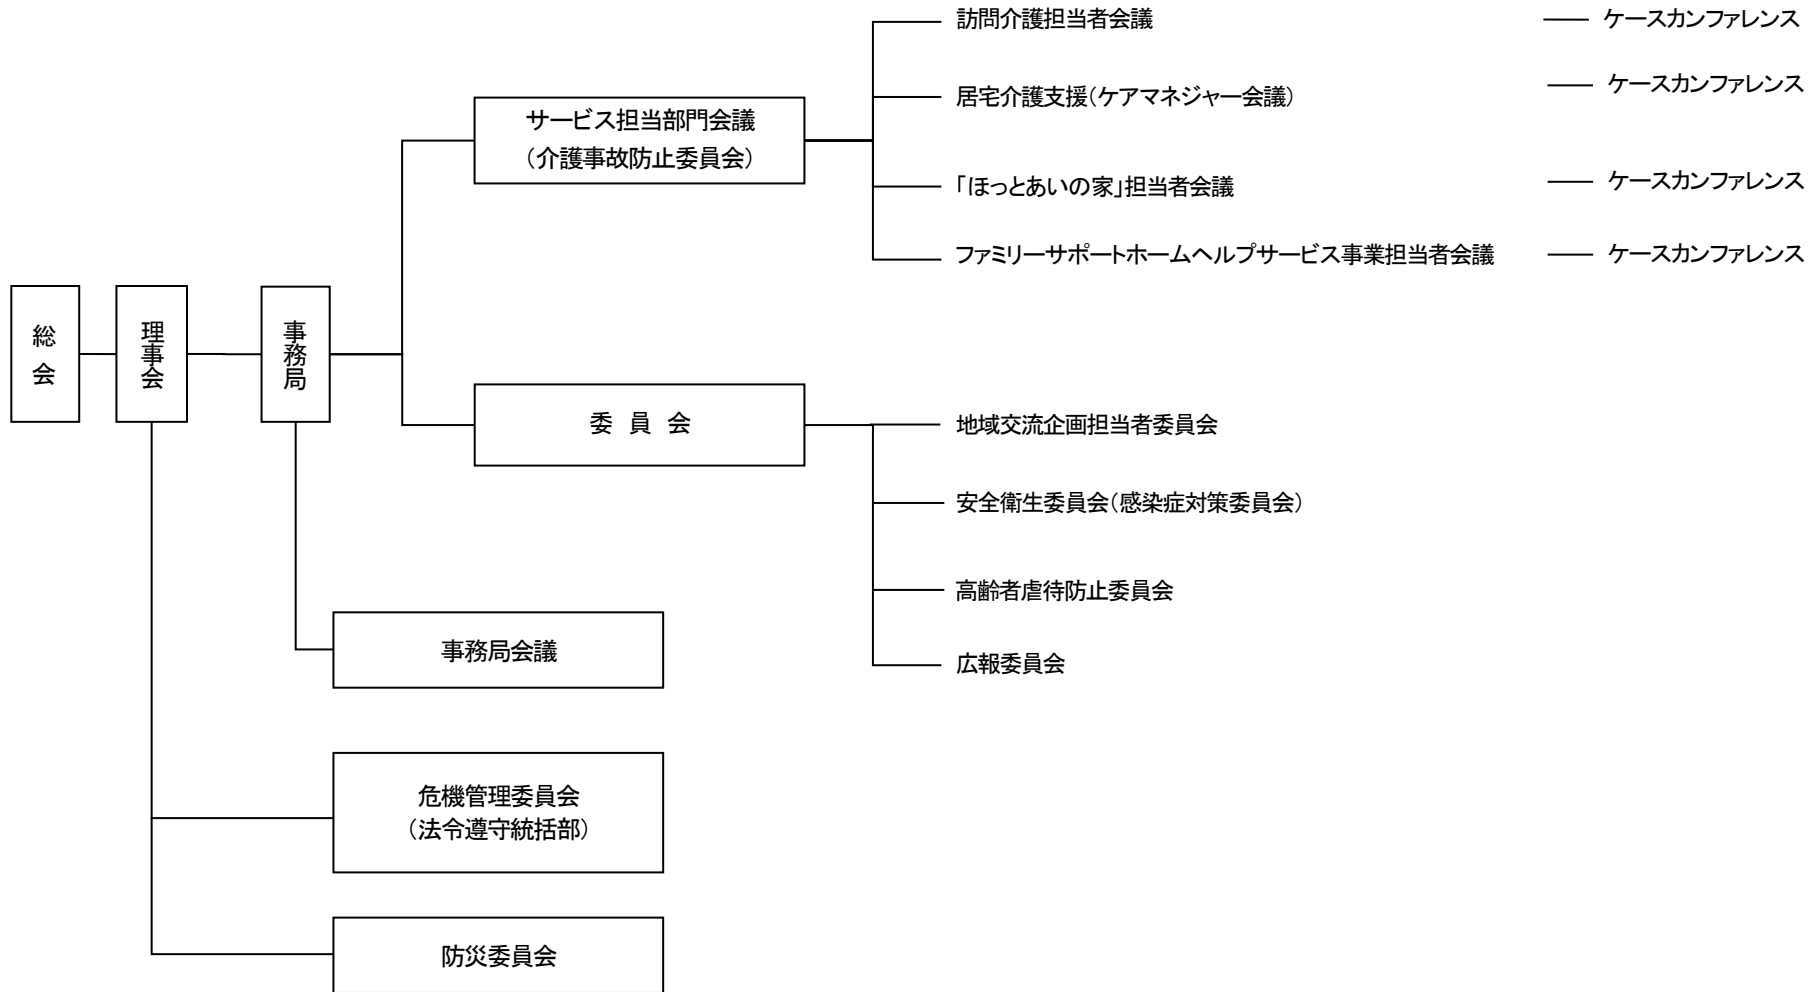 訪問介護担当者会議
ケースカンファレンス
居宅介護支援（ケアマネジャー会議）
ケースカンファレンス
サービス担当部門会議
（介護事故防止委員会）
「ほっとあいの家」担当者会議
ケースカンファレンス
ファミリーサポートホームヘルプサービス事業担当者会議
ケースカンファレンス
総会
理事会
事務局
委員会
地域交流企画担当者委員会
安全衛生委員会（感染症対策委員会）
高齢者虐待防止委員会
広報委員会
事務局会議
危機管理委員会
（法令遵守統括部）
防災委員会